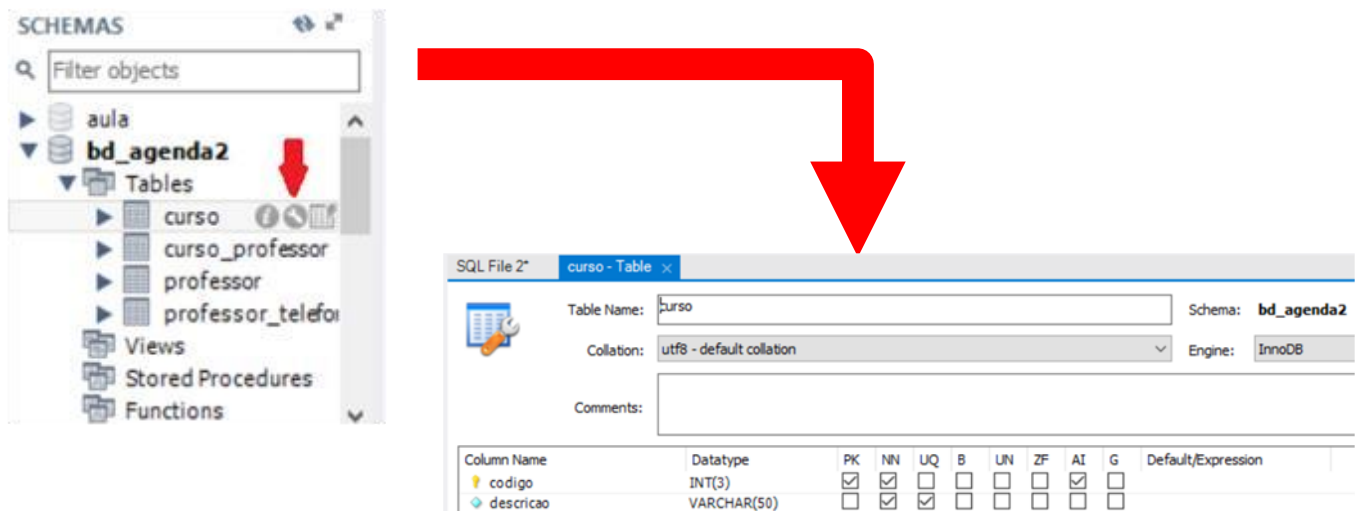 SCHEMAS
Filter objects
aula
bd_agenda2
Tables
curso
curso_professor
professor
professor_telefo
Views
Stored Procedures
Functions
SQL File 2* curso - Table
Table Name: curso Schema: bd_agenda2
Collation: utf8 - default collation Engine: InnoDB
Comments:
Column Name Datatype PK NN UQ B UN ZF AI G Default/Expression
codigo INT(3)
descricao VARCHAR(50)